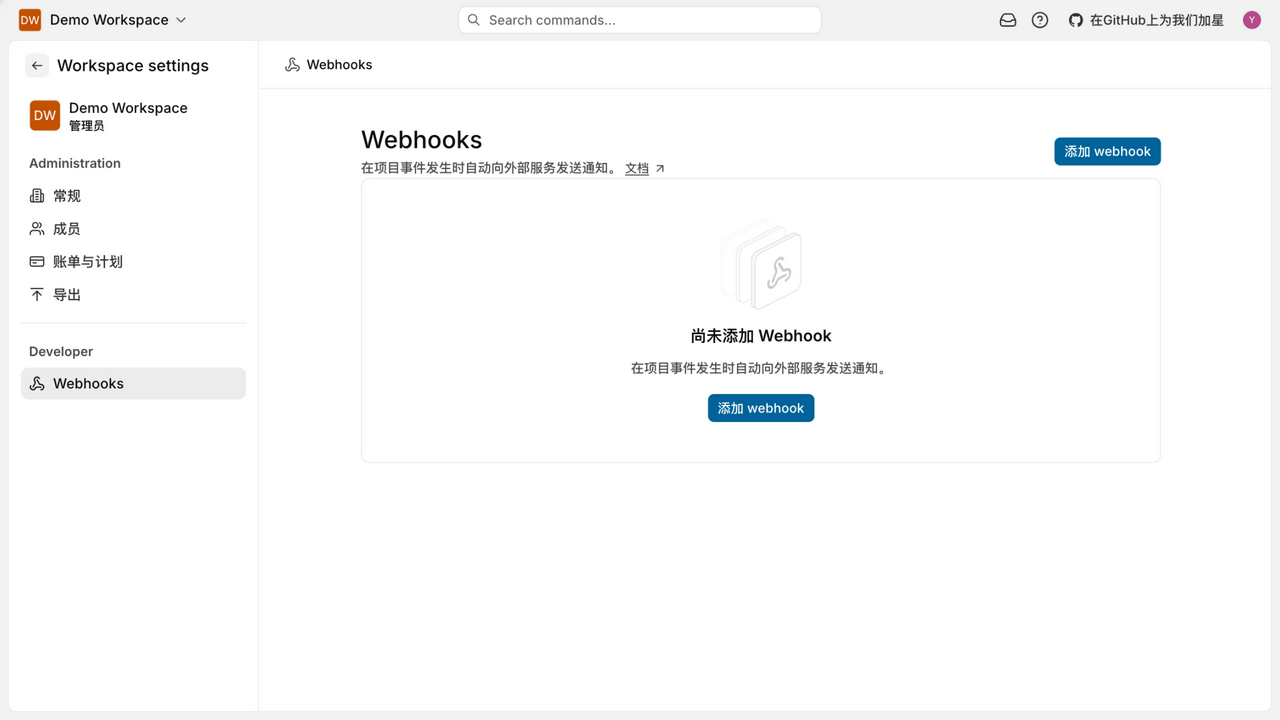 DW Demo Workspace
Search commands...
在GitHub上为我们加星
Y
Workspace settings
DW
Demo Workspace
管理员
Administration
常规
成员
账单与计划
导出
Developer
Webhooks
Webhooks
Webhooks
在项目事件发生时自动向外部服务发送通知。 文档
添加 webhook
尚未添加 Webhook
在项目事件发生时自动向外部服务发送通知。
添加 webhook